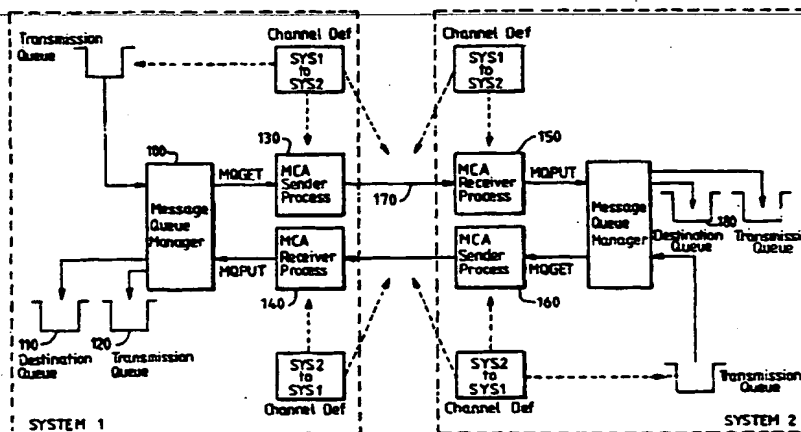 Transmission
Queue
Channel Def
SYS1
to
SYS2
Channel Def
SYS1
to
SYS2
100
130
150
Message
Queue
Manager
MQGET
MCA
Sender
Process
170
MCA
Receiver
Process
MQPUT
Message
Queue
Manager
180
Destination
Queue
Transmission
Queue
MQPUT
MCA
Receiver
Process
140
MCA
Sender
Process
160
MQGET
110
Destination
Queue
120
Transmission
Queue
SYS2
to
SYS1
Channel Def
SYS2
to
SYS1
Channel Def
Transmission
Queue
SYSTEM 1
SYSTEM 2